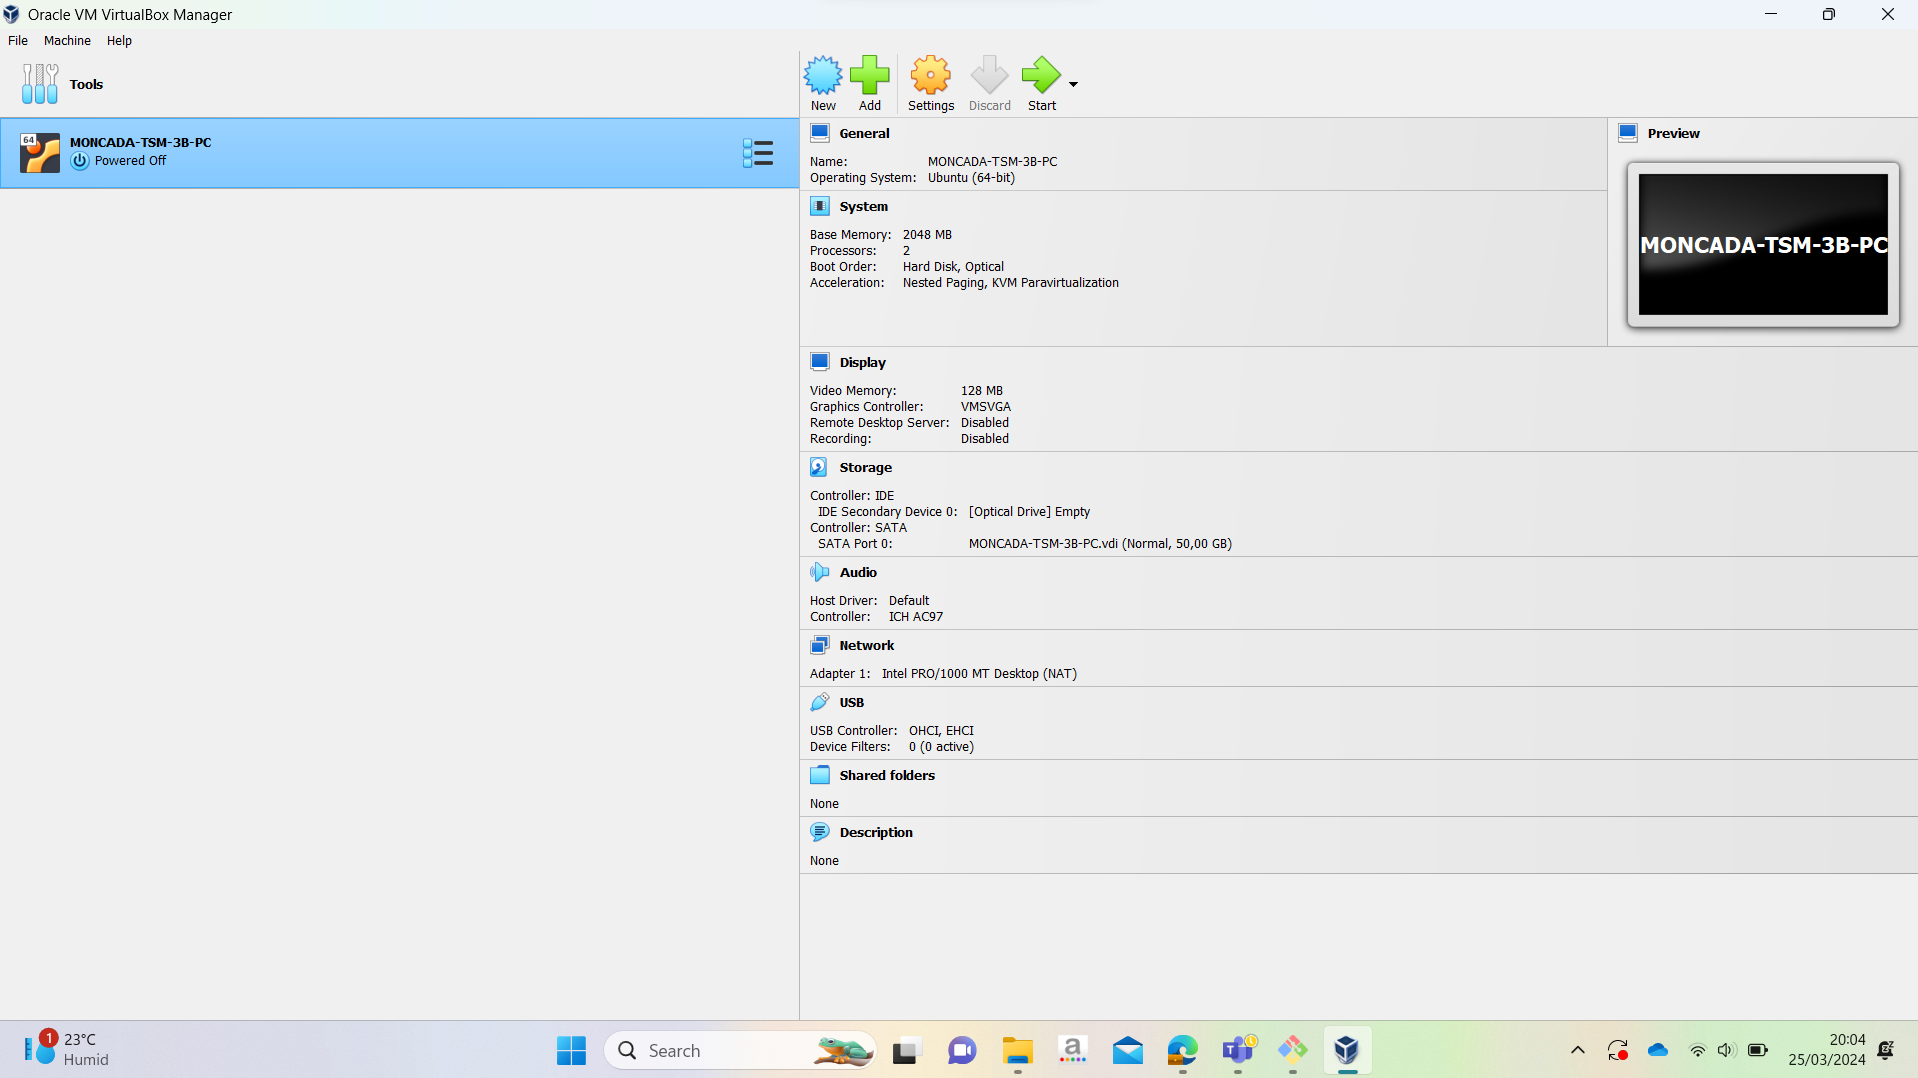 Oracle VM VirtualBox Manager
File Machine Help
Tools
New Add Settings Discard Start
64
MONCADA-TSM-3B-PC
Powered Off
General
Name: MONCADA-TSM-3B-PC
Operating System: Ubuntu (64-bit)
System
Base Memory: 2048 MB
Processors: 2
Boot Order: Hard Disk, Optical
Acceleration: Nested Paging, KVM Paravirtualization
Preview
MONCADA-TSM-3B-PC
Display
Video Memory: 128 MB
Graphics Controller: VMSVGA
Remote Desktop Server: Disabled
Recording: Disabled
Storage
Controller: IDE
IDE Secondary Device 0: [Optical Drive] Empty
Controller: SATA
SATA Port 0: MONCADA-TSM-3B-PC.vdi (Normal, 50,00 GB)
Audio
Host Driver: Default
Controller: ICH AC97
Network
Adapter 1: Intel PRO/1000 MT Desktop (NAT)
USB
USB Controller: OHCI, EHCI
Device Filters: 0 (0 active)
Shared folders
None
Description
None
1
23°C
Humid
Search
a
T
20:04
25/03/2024